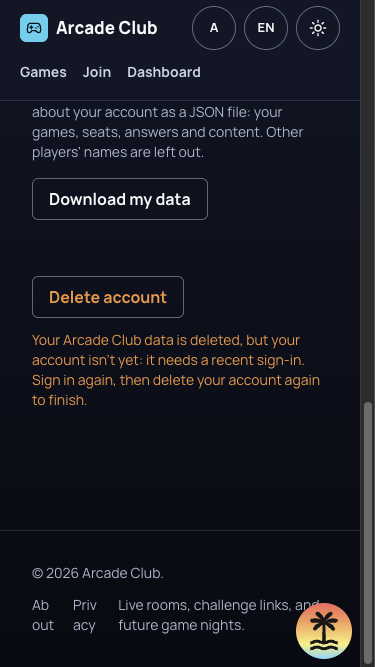 Arcade Club
A
EN
Games
Join
Dashboard
about your account as a JSON file: your
games, seats, answers and content. Other
players' names are left out.
Download my data
Delete account
Your Arcade Club data is deleted, but your
account isn't yet: it needs a recent sign-in.
Sign in again, then delete your account again
to finish.
© 2026 Arcade Club.
Ab
out
Priv
acy
Live rooms, challenge links, and
future game nights.